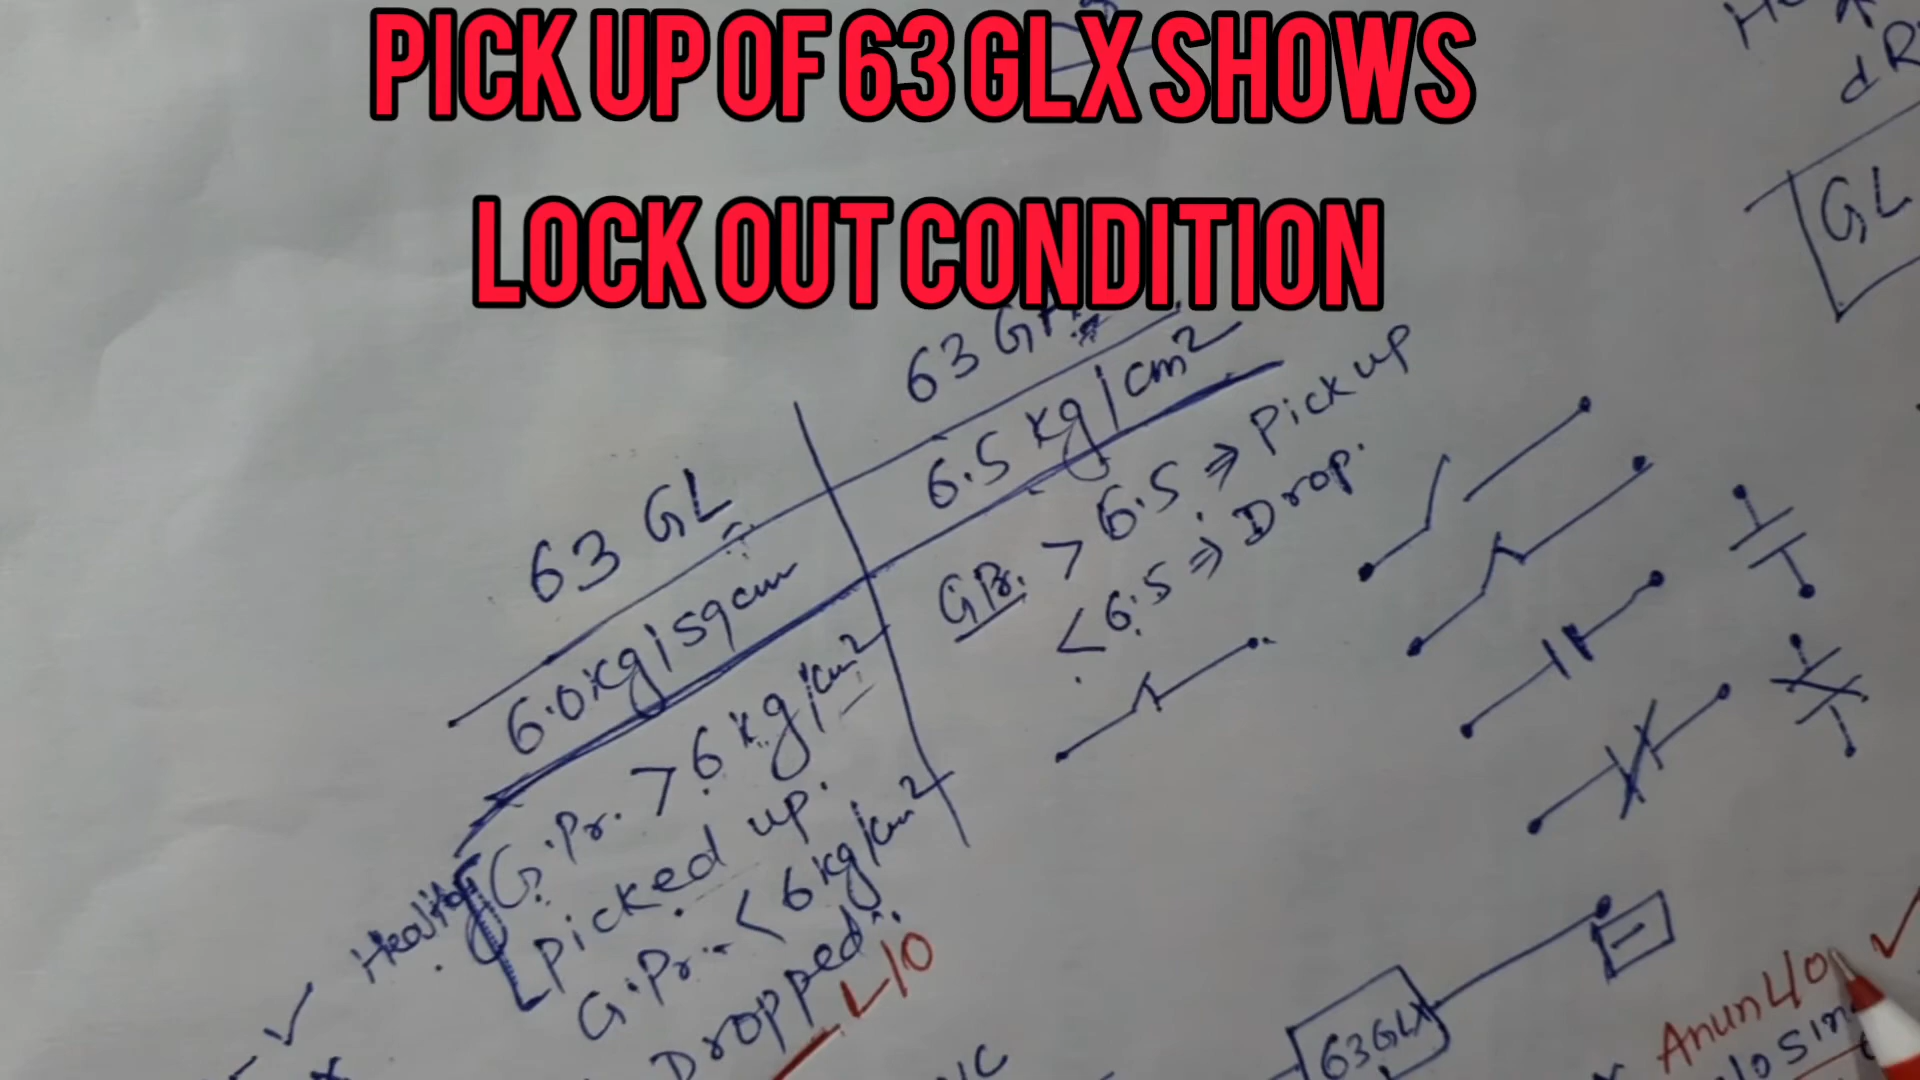 PICK UP OF 63 GLX SHOWS
LOCK OUT CONDITION
GL
63 GL
6.0 kg/sqcm
6.5 kg/cm²
G.Pr. > 6.5 ⇒ Pick up
< 6.5 ⇒ Drop.
Healthy
G.Pr. > 6 kg/cm²
Picked up.
G.Pr. < 6 kg/cm²
Dropped.
L/O
63GLX
−
Anun